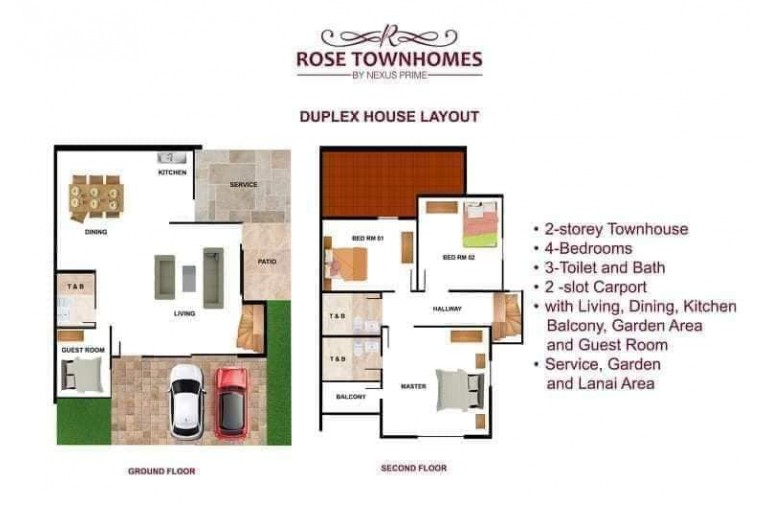 R
ROSE TOWNHOMES
BY NEXUS PRIME
DUPLEX HOUSE LAYOUT
KITCHEN
SERVICE
DINING
PATIO
T & B
LIVING
GUEST ROOM
GROUND FLOOR
BED RM 01
BED RM 02
HALLWAY
T & B
T & B
MASTER
BALCONY
SECOND FLOOR
• 2-storey Townhouse
• 4-Bedrooms
• 3-Toilet and Bath
• 2 -slot Carport
• with Living, Dining, Kitchen
Balcony, Garden Area
and Guest Room
• Service, Garden
and Lanai Area